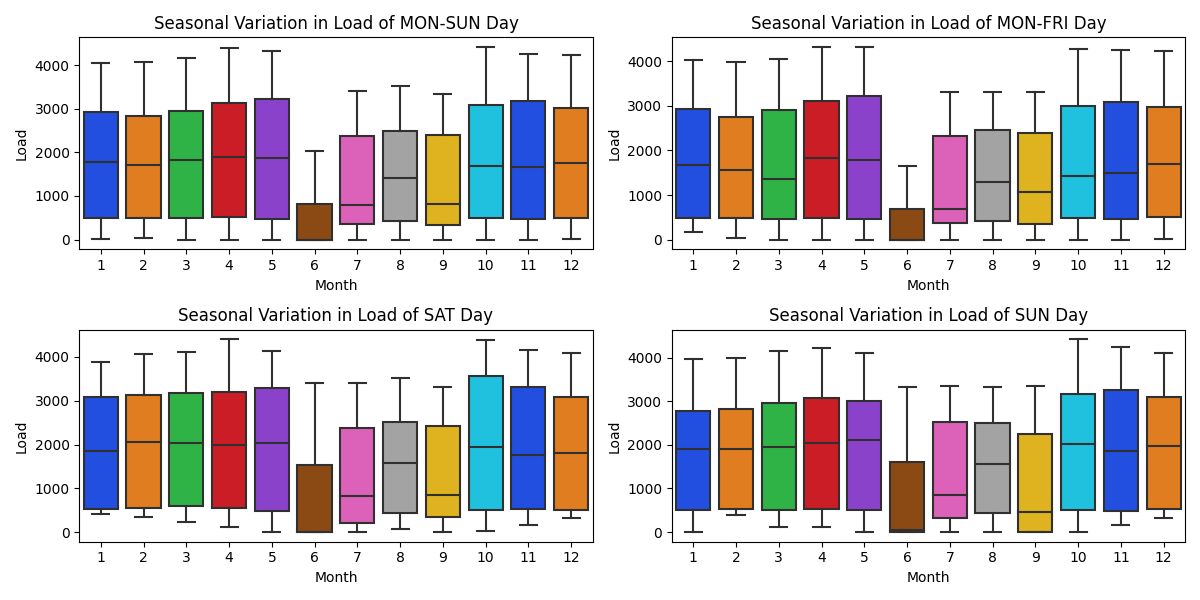 Seasonal Variation in Load of MON-SUN Day
Load
4000
3000
2000
1000
0
1 2 3 4 5 6 7 8 9 10 11 12
Month
Seasonal Variation in Load of MON-FRI Day
Load
4000
3000
2000
1000
0
1 2 3 4 5 6 7 8 9 10 11 12
Month
Seasonal Variation in Load of SAT Day
Load
4000
3000
2000
1000
0
1 2 3 4 5 6 7 8 9 10 11 12
Month
Seasonal Variation in Load of SUN Day
Load
4000
3000
2000
1000
0
1 2 3 4 5 6 7 8 9 10 11 12
Month